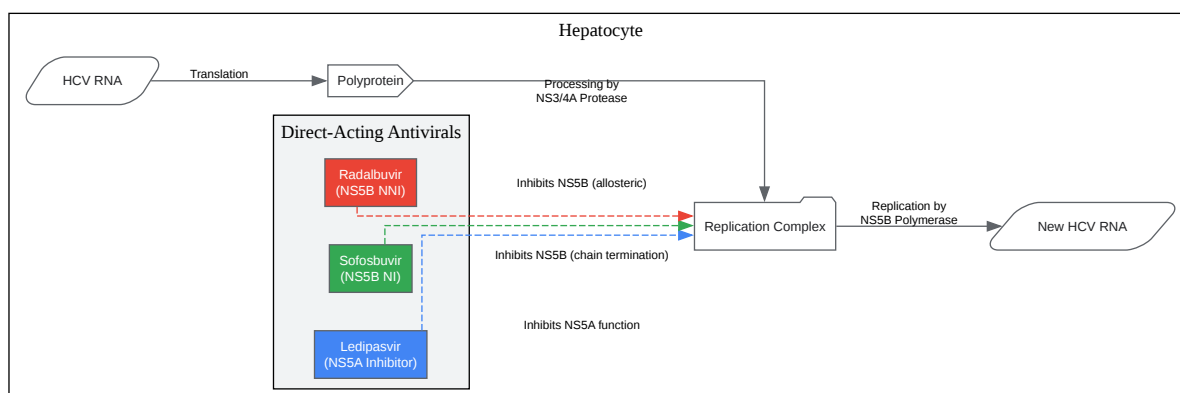 Hepatocyte
HCV RNA
Translation
Polyprotein
Processing by
NS3/4A Protease
Direct-Acting Antivirals
Radalbuvir
(NS5B NNI)
Inhibits NS5B (allosteric)
Replication Complex
Replication by
NS5B Polymerase
New HCV RNA
Sofosbuvir
(NS5B NI)
Inhibits NS5B (chain termination)
Inhibits NS5A function
Ledipasvir
(NS5A Inhibitor)